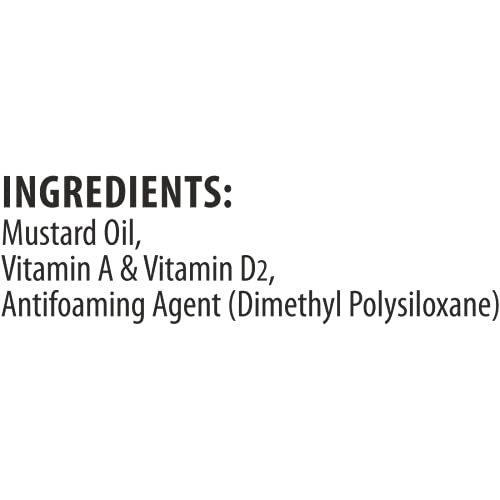 INGREDIENTS:
Mustard Oil,
Vitamin A & Vitamin D2,
Antifoaming Agent (Dimethyl Polysiloxane)